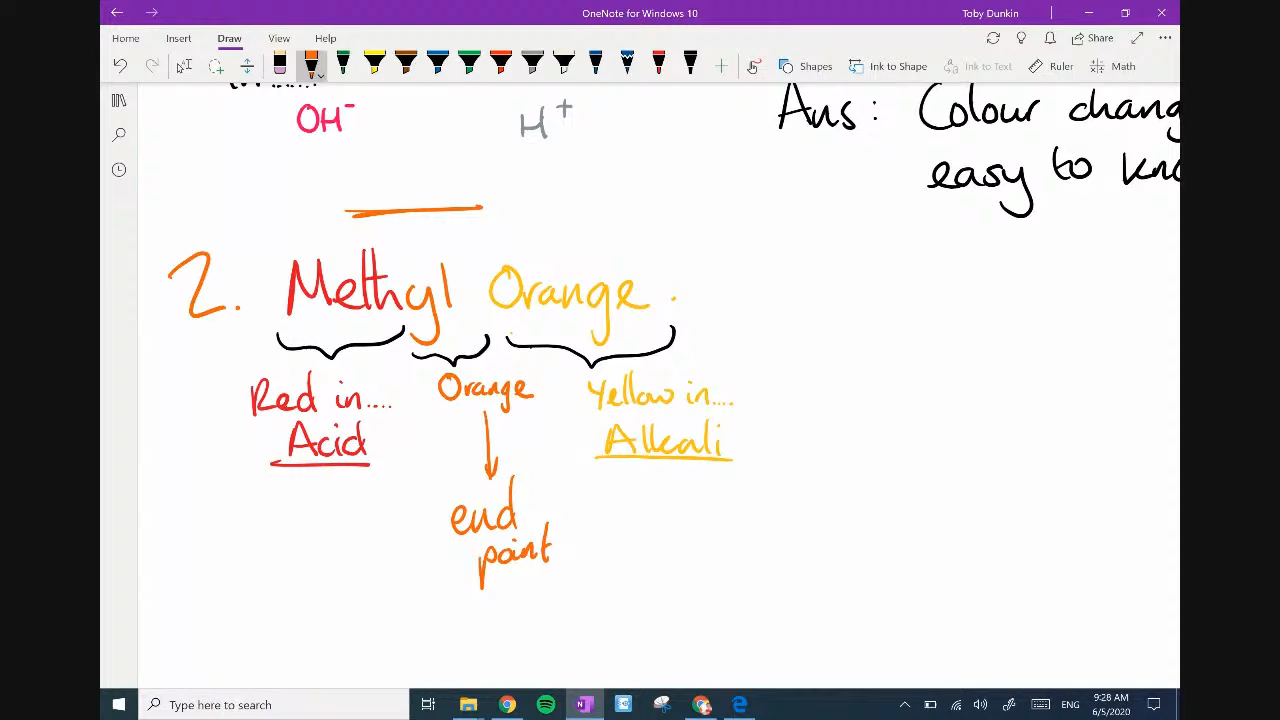 OneNote for Windows 10
Toby Dunkin
Home Insert Draw View Help
Share
Shapes Ink to Shape Ink to Text Ruler Math
OH⁻
H⁺
Ans: Colour chang
easy to kno
2. Methyl Orange.
Red in....
Acid
Orange
Yellow in....
Alkali
end
point
Type here to search
ENG
9:28 AM
6/5/2020